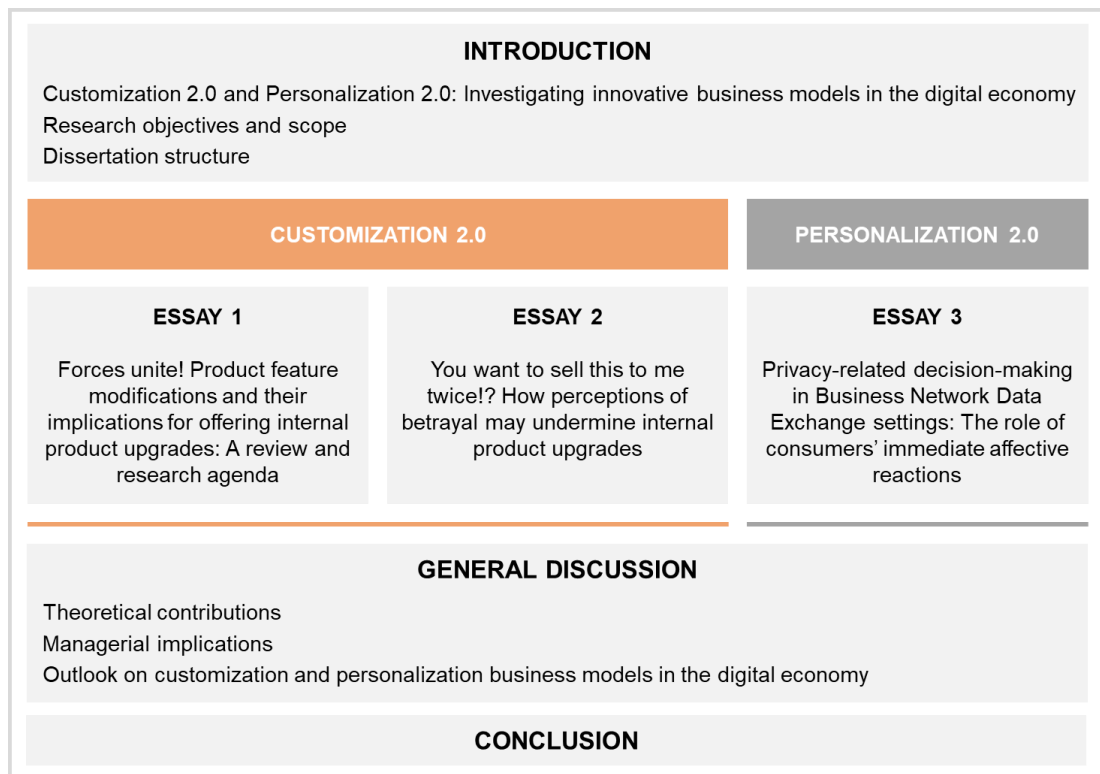 INTRODUCTION
Customization 2.0 and Personalization 2.0: Investigating innovative business models in the digital economy
Research objectives and scope
Dissertation structure
CUSTOMIZATION 2.0
PERSONALIZATION 2.0
ESSAY 1
Forces unite! Product feature
modifications and their
implications for offering internal
product upgrades: A review and
research agenda
ESSAY 2
You want to sell this to me
twice!? How perceptions of
betrayal may undermine internal
product upgrades
ESSAY 3
Privacy-related decision-making
in Business Network Data
Exchange settings: The role of
consumers’ immediate affective
reactions
GENERAL DISCUSSION
Theoretical contributions
Managerial implications
Outlook on customization and personalization business models in the digital economy
CONCLUSION